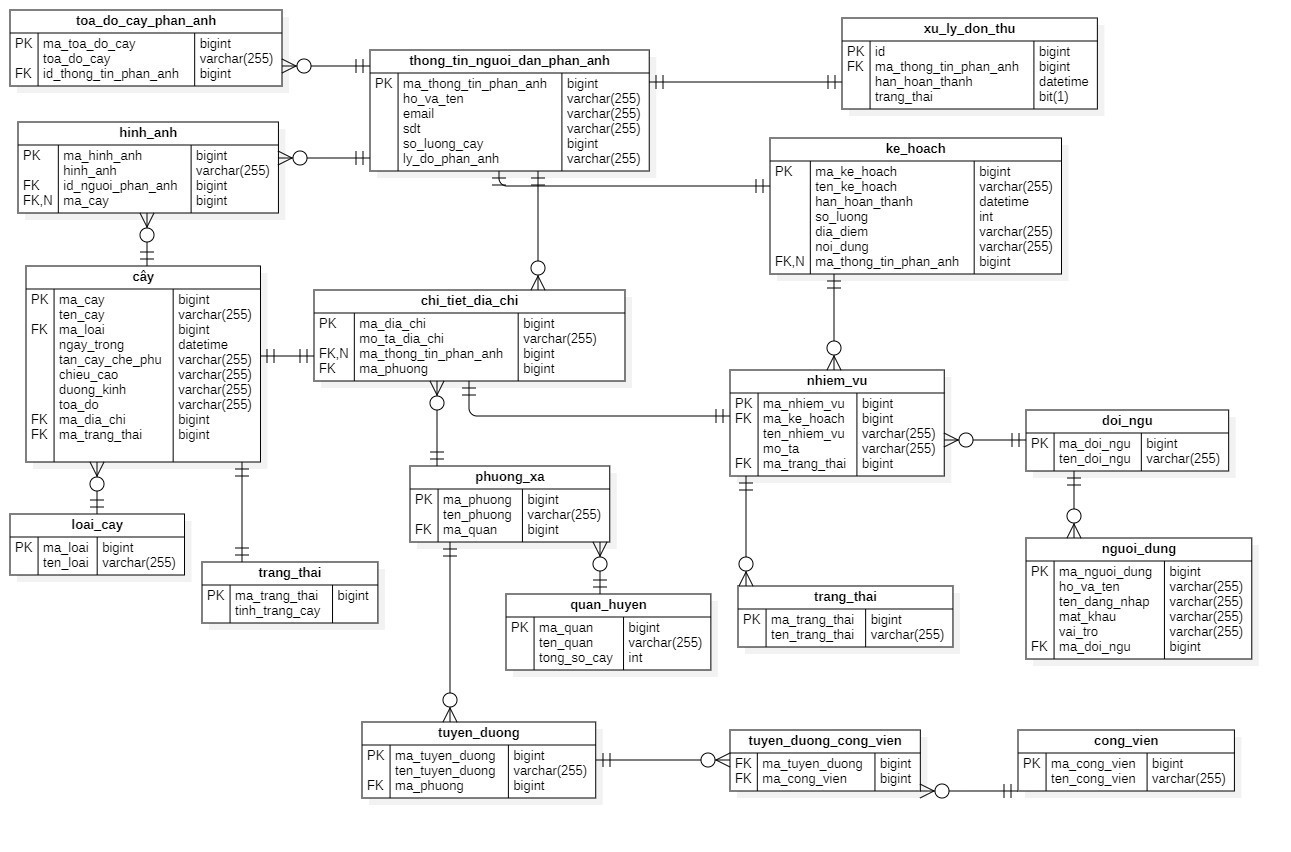 toa_do_cay_phan_anh
PK ma_toa_do_cay bigint
toa_do_cay varchar(255)
FK id_thong_tin_phan_anh bigint
thong_tin_nguoi_dan_phan_anh
PK ma_thong_tin_phan_anh bigint
ho_va_ten varchar(255)
email varchar(255)
sdt varchar(255)
so_luong_cay bigint
ly_do_phan_anh varchar(255)
xu_ly_don_thu
PK id bigint
FK ma_thong_tin_phan_anh bigint
han_hoan_thanh datetime
trang_thai bit(1)
hinh_anh
PK ma_hinh_anh bigint
hinh_anh varchar(255)
FK id_nguoi_phan_anh bigint
FK,N ma_cay bigint
ke_hoach
PK ma_ke_hoach bigint
ten_ke_hoach varchar(255)
han_hoan_thanh datetime
so_luong int
dia_diem varchar(255)
noi_dung varchar(255)
FK,N ma_thong_tin_phan_anh bigint
cây
PK ma_cay bigint
ten_cay varchar(255)
FK ma_loai bigint
ngay_trong datetime
tan_cay_che_phu varchar(255)
chieu_cao varchar(255)
duong_kinh varchar(255)
toa_do varchar(255)
FK ma_dia_chi bigint
FK ma_trang_thai bigint
chi_tiet_dia_chi
PK ma_dia_chi bigint
mo_ta_dia_chi varchar(255)
FK,N ma_thong_tin_phan_anh bigint
FK ma_phuong bigint
nhiem_vu
PK ma_nhiem_vu bigint
FK ma_ke_hoach bigint
ten_nhiem_vu varchar(255)
mo_ta varchar(255)
FK ma_trang_thai bigint
doi_ngu
PK ma_doi_ngu bigint
ten_doi_ngu varchar(255)
phuong_xa
PK ma_phuong bigint
ten_phuong varchar(255)
FK ma_quan bigint
loai_cay
PK ma_loai bigint
ten_loai varchar(255)
trang_thai
PK ma_trang_thai bigint
tinh_trang_cay
quan_huyen
PK ma_quan bigint
ten_quan varchar(255)
tong_so_cay int
trang_thai
PK ma_trang_thai bigint
ten_trang_thai varchar(255)
nguoi_dung
PK ma_nguoi_dung bigint
ho_va_ten varchar(255)
ten_dang_nhap varchar(255)
mat_khau varchar(255)
vai_tro varchar(255)
FK ma_doi_ngu bigint
tuyen_duong
PK ma_tuyen_duong bigint
ten_tuyen_duong varchar(255)
FK ma_phuong bigint
tuyen_duong_cong_vien
FK ma_tuyen_duong bigint
FK ma_cong_vien bigint
cong_vien
PK ma_cong_vien bigint
ten_cong_vien varchar(255)